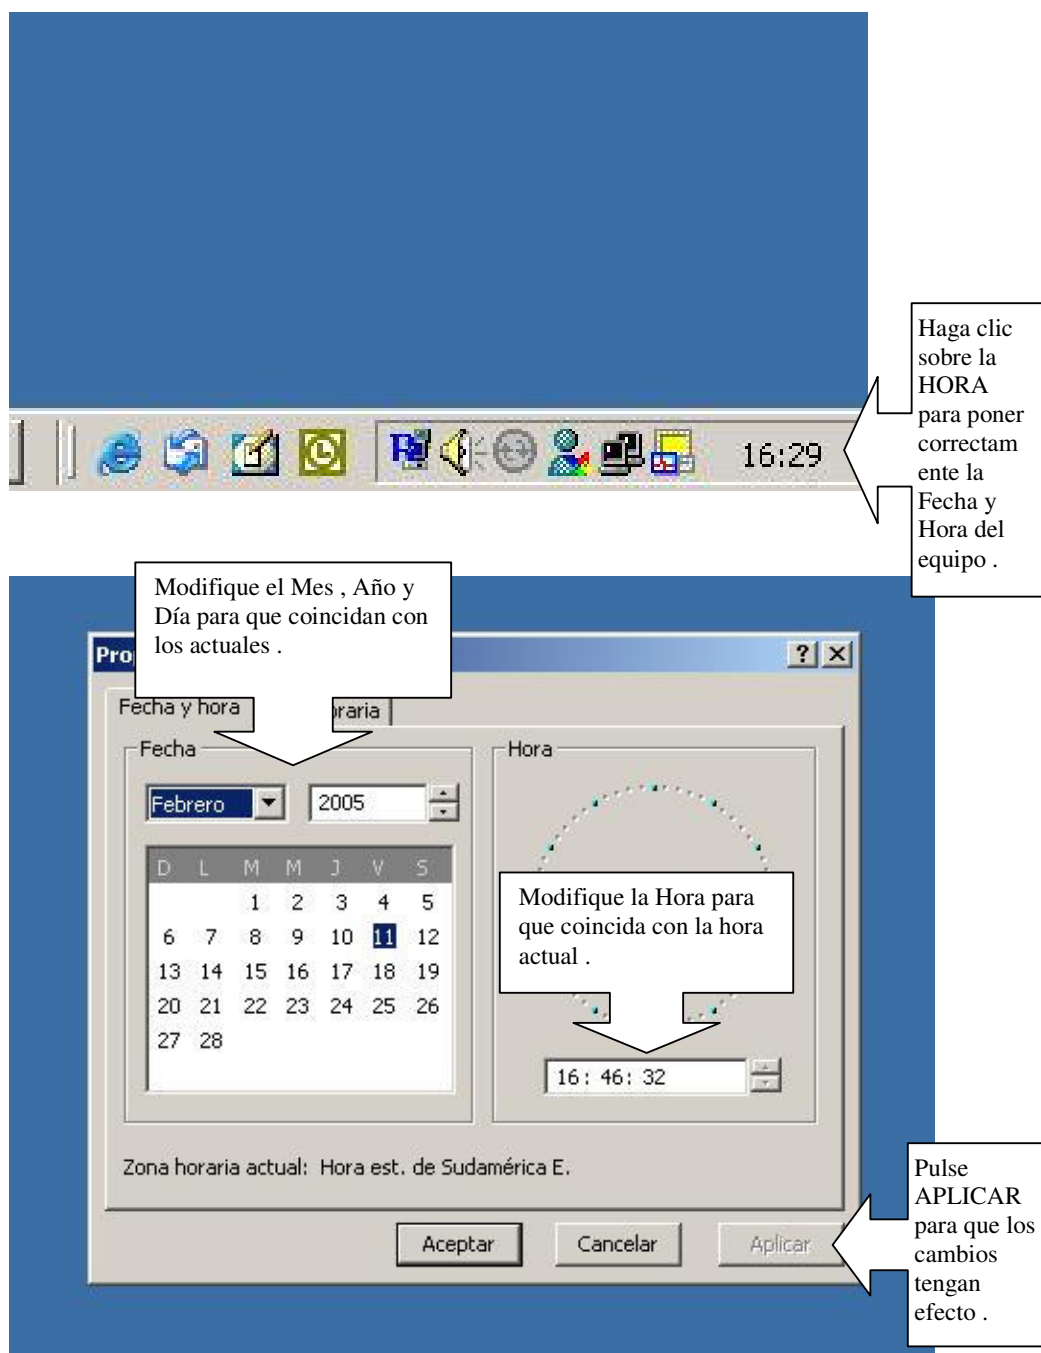 Haga clic
sobre la
HORA
para poner
correctam
ente la
Fecha y
Hora del
equipo .
16:29
Modifique el Mes , Año y
Día para que coincidan con
los actuales .
Fecha y hora
Fecha
Hora
Febrero
2005
D L M M J V S
1 2 3 4 5
6 7 8 9 10 11 12
13 14 15 16 17 18 19
20 21 22 23 24 25 26
27 28
Modifique la Hora para
que coincida con la hora
actual .
16: 46: 32
Zona horaria actual: Hora est. de Sudamérica E.
Aceptar
Cancelar
Aplicar
Pulse
APLICAR
para que los
cambios
tengan
efecto .